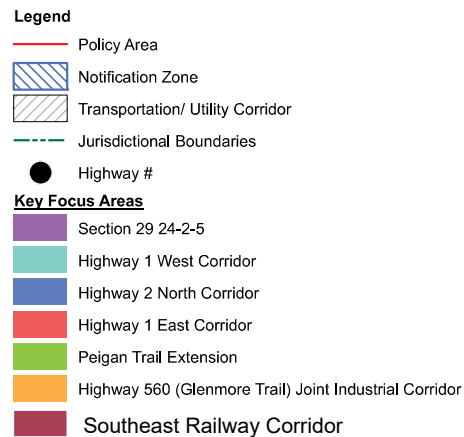 Legend
Policy Area
Notification Zone
Transportation/ Utility Corridor
Jurisdictional Boundaries
Highway #
Key Focus Areas
Section 29 24-2-5
Highway 1 West Corridor
Highway 2 North Corridor
Highway 1 East Corridor
Peigan Trail Extension
Highway 560 (Glenmore Trail) Joint Industrial Corridor
Southeast Railway Corridor